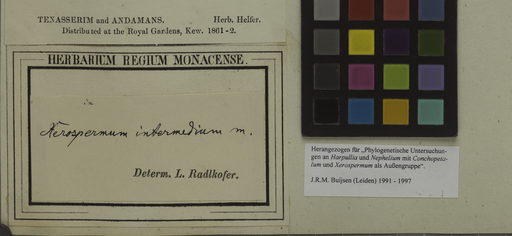 TENASSERIM and ANDAMANS. Herb. Helfer.
Distributed at the Royal Gardens, Kew. 1861-2.
HERBARIUM REGIUM MONACENSE.
Xerospermum intermedium m.
Determ. L. Radlkofer.
Herangezogen für „Phylogenetische Untersuchun-
gen an Harpullia und Nephelium mit Conchopeta-
lum und Xerospermum als Außengruppe“.
J.R.M. Buijsen (Leiden) 1991 - 1997